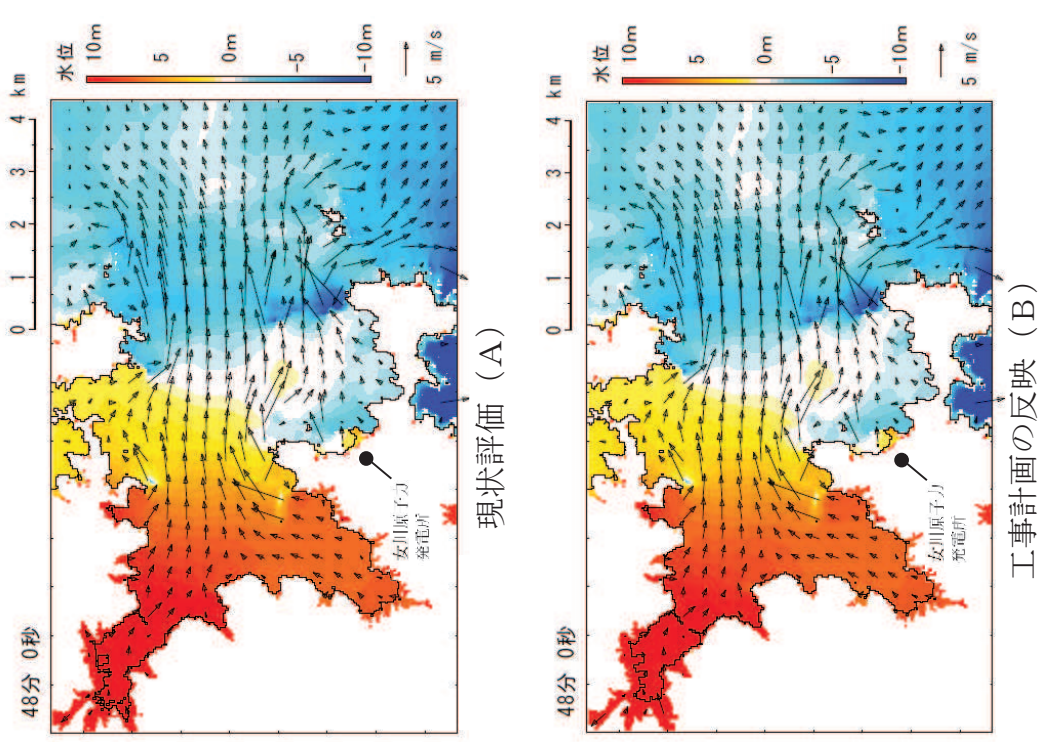 48分 0秒
0 1 2 3 4 km
水位
10m
5
0m
-5
-10m
5 m/s
女川原子力
発電所
現状評価（A）
48分 0秒
0 1 2 3 4 km
水位
10m
5
0m
-5
-10m
5 m/s
女川原子力
発電所
工事計画の反映（B）